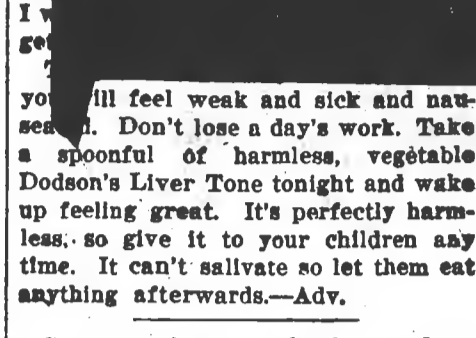 I
you ill feel weak and sick and nau-
sea d. Don't lose a day's work. Take
a spoonful of harmless, vegetable
Dodson's Liver Tone tonight and wake
up feeling great. It's perfectly harm-
less, so give it to your children any
time. It can't salivate so let them eat
anything afterwards.—Adv.